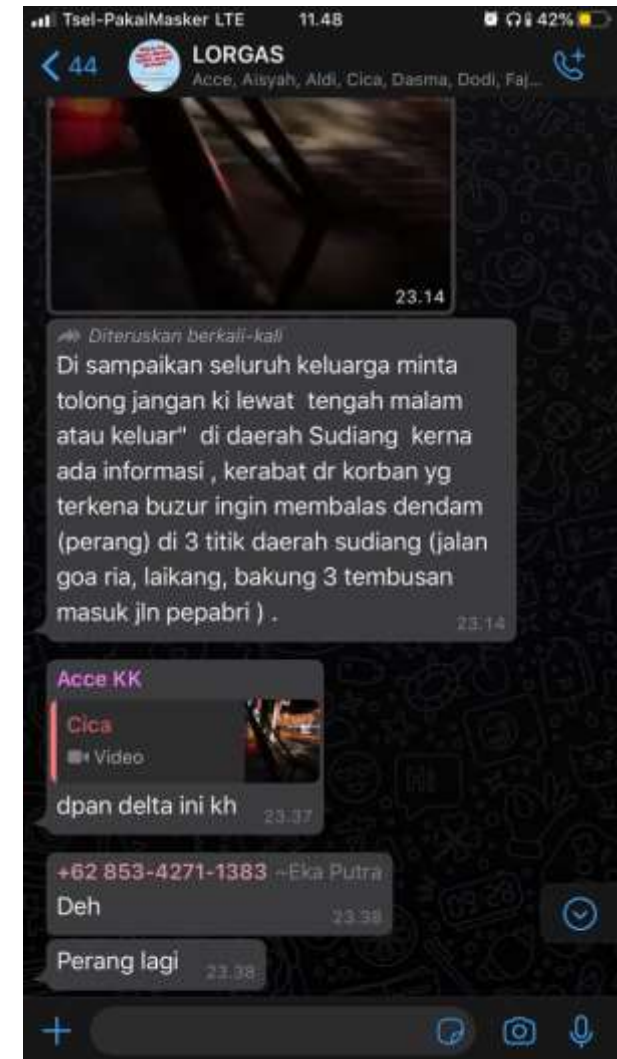 Tsel-PakaiMasker LTE 11.48 42%
44 LORGAS
Acce, Aisyah, Aldi, Cica, Dasma, Dodi, Faj...
23.14
Diteruskan berkali-kali
Di sampaikan seluruh keluarga minta
tolong jangan ki lewat tengah malam
atau keluar" di daerah Sudiang kerna
ada informasi , kerabat dr korban yg
terkena buzur ingin membalas dendam
(perang) di 3 titik daerah sudiang (jalan
goa ria, laikang, bakung 3 tembusan
masuk jln pepabri ) .
23.14
Acce KK
Cica
Video
dpan delta ini kh 23.37
+62 853-4271-1383 ~Eka Putra
Deh 23.38
Perang lagi 23.38